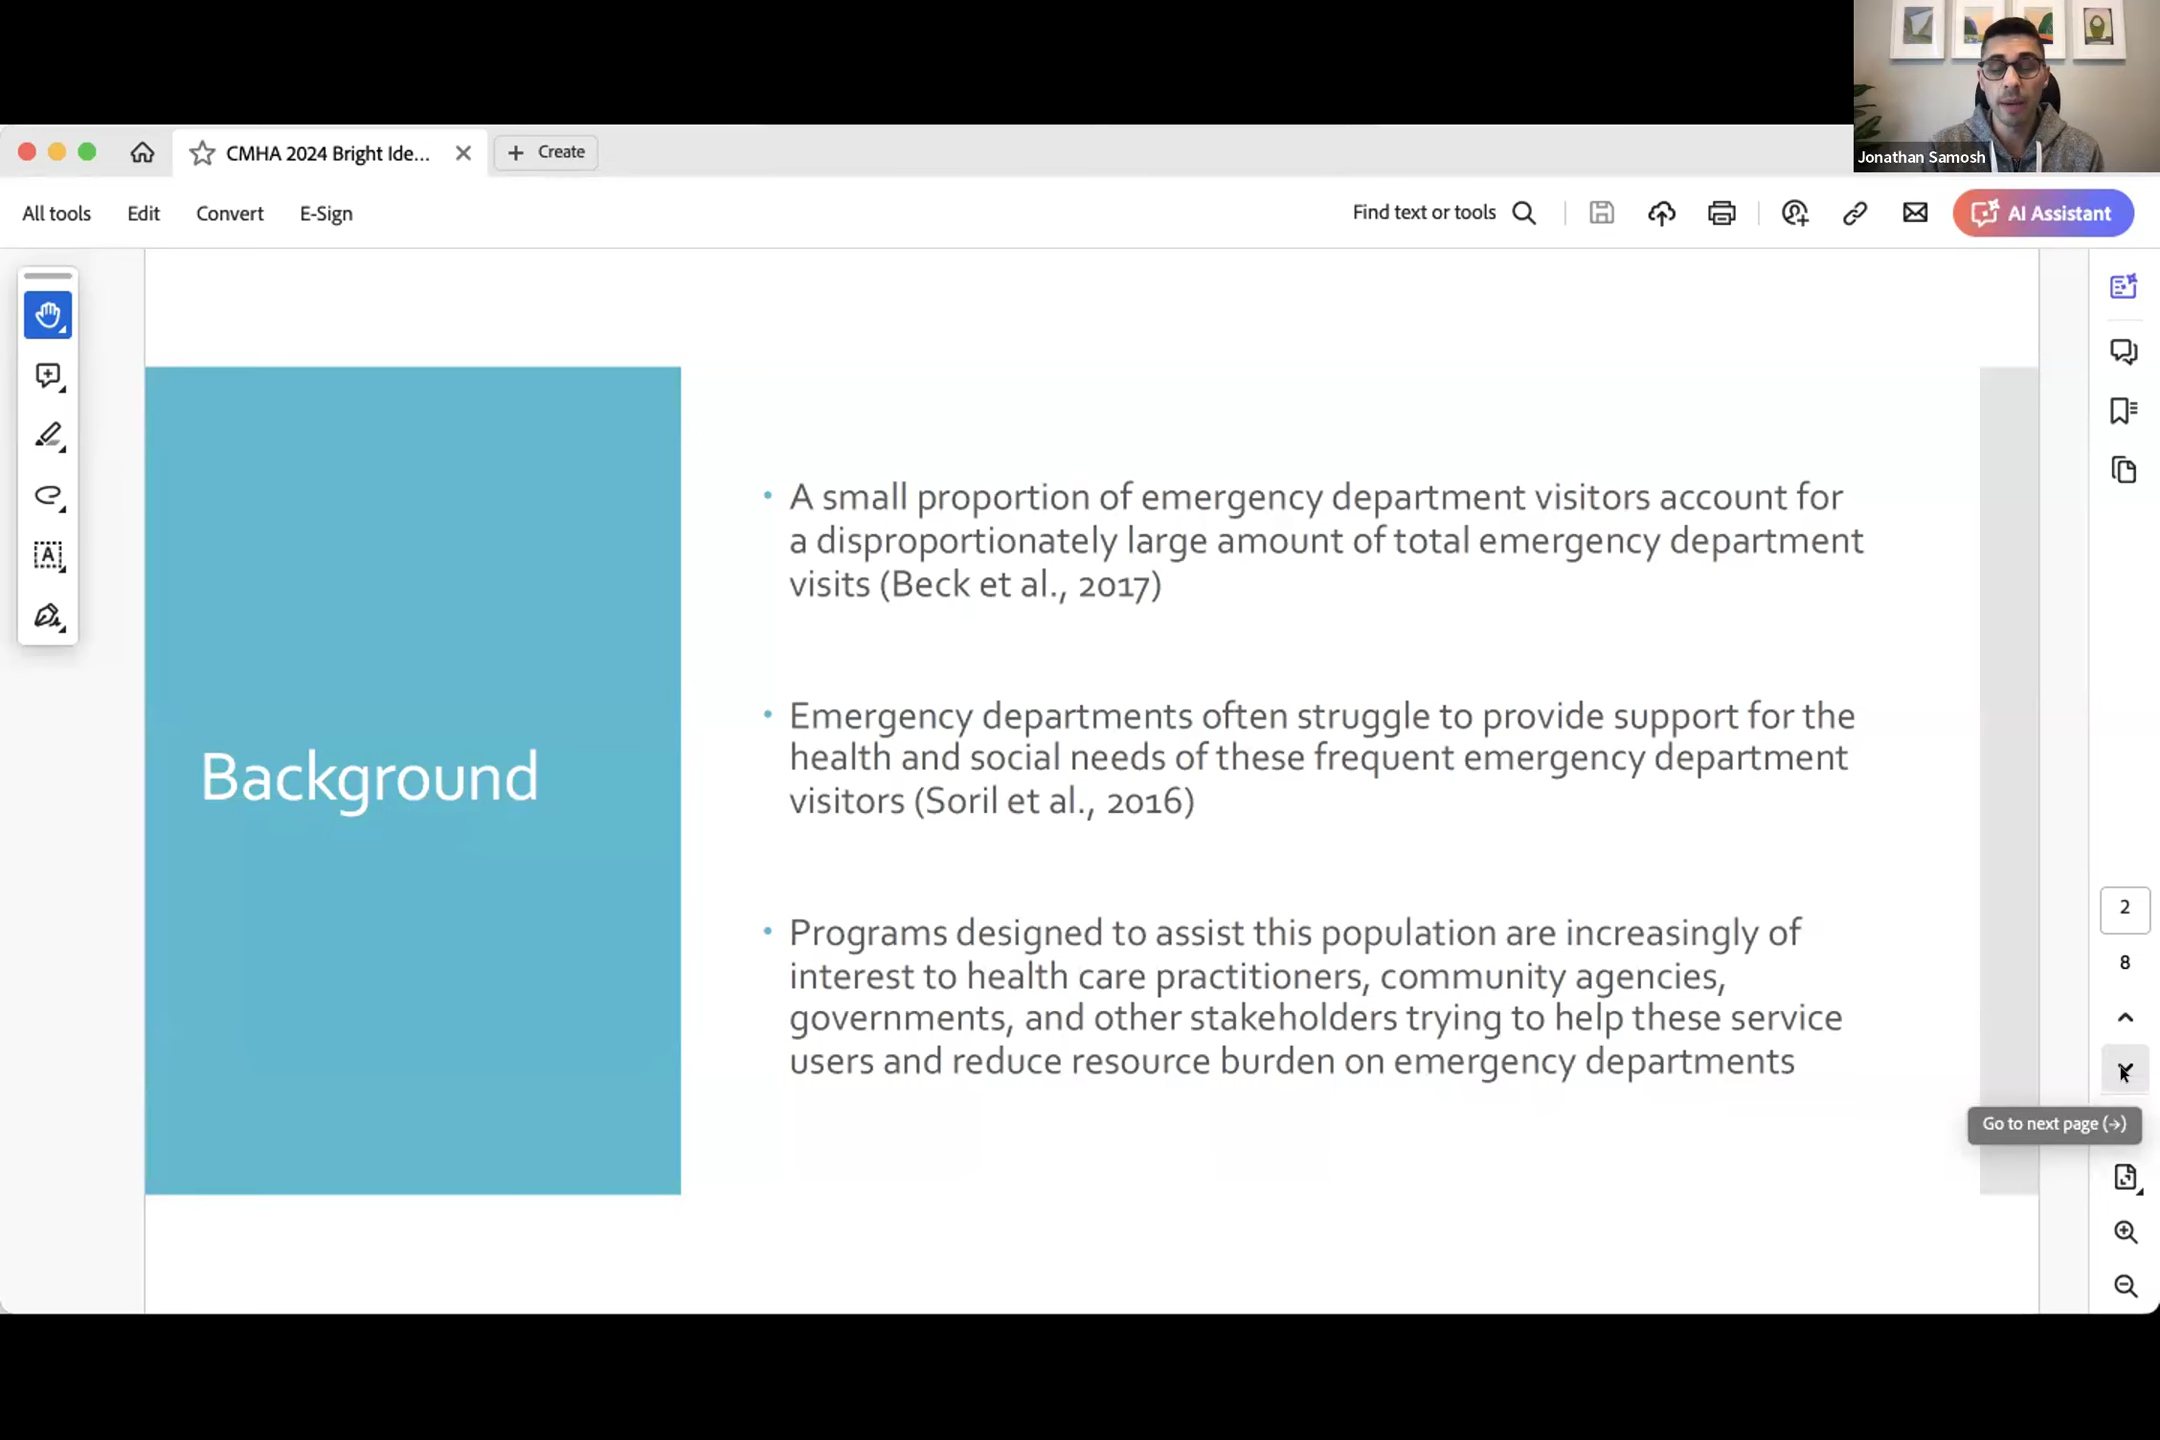 Jonathan Samosh
CMHA 2024 Bright Ide...
Create
All tools
Edit
Convert
E-Sign
Find text or tools
AI Assistant
Background
• A small proportion of emergency department visitors account for
a disproportionately large amount of total emergency department
visits (Beck et al., 2017)
• Emergency departments often struggle to provide support for the
health and social needs of these frequent emergency department
visitors (Soril et al., 2016)
• Programs designed to assist this population are increasingly of
interest to health care practitioners, community agencies,
governments, and other stakeholders trying to help these service
users and reduce resource burden on emergency departments
2
8
Go to next page (→)